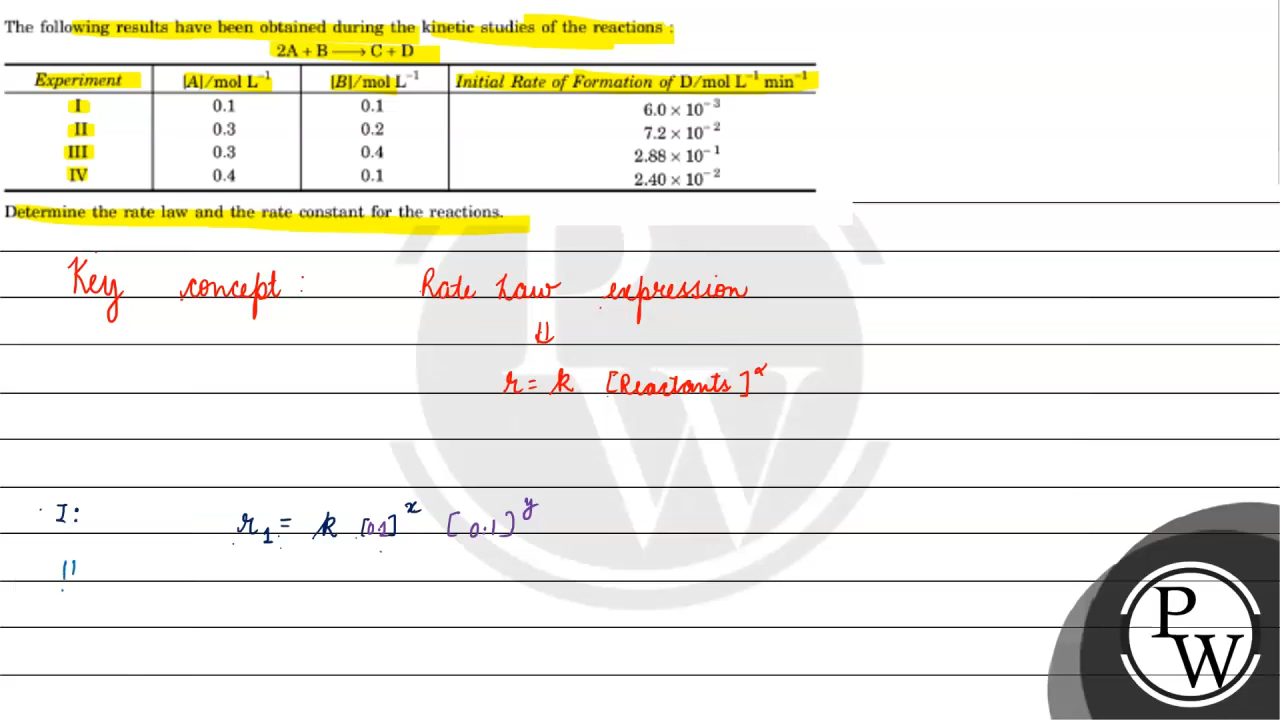 The following results have been obtained during the kinetic studies of the reactions :
2A + B ⟶ C + D
Experiment [A]/mol L⁻¹ [B]/mol L⁻¹ Initial Rate of Formation of D/mol L⁻¹ min⁻¹
I 0.1 0.1 6.0 × 10⁻³
II 0.3 0.2 7.2 × 10⁻²
III 0.3 0.4 2.88 × 10⁻¹
IV 0.4 0.1 2.40 × 10⁻²
Determine the rate law and the rate constant for the reactions.
Key concept : Rate Law expression
⇓
r = k [Reactants]^α
I: r₁ = k [0.1]^x [0.1]^y
II
P
W
P
W